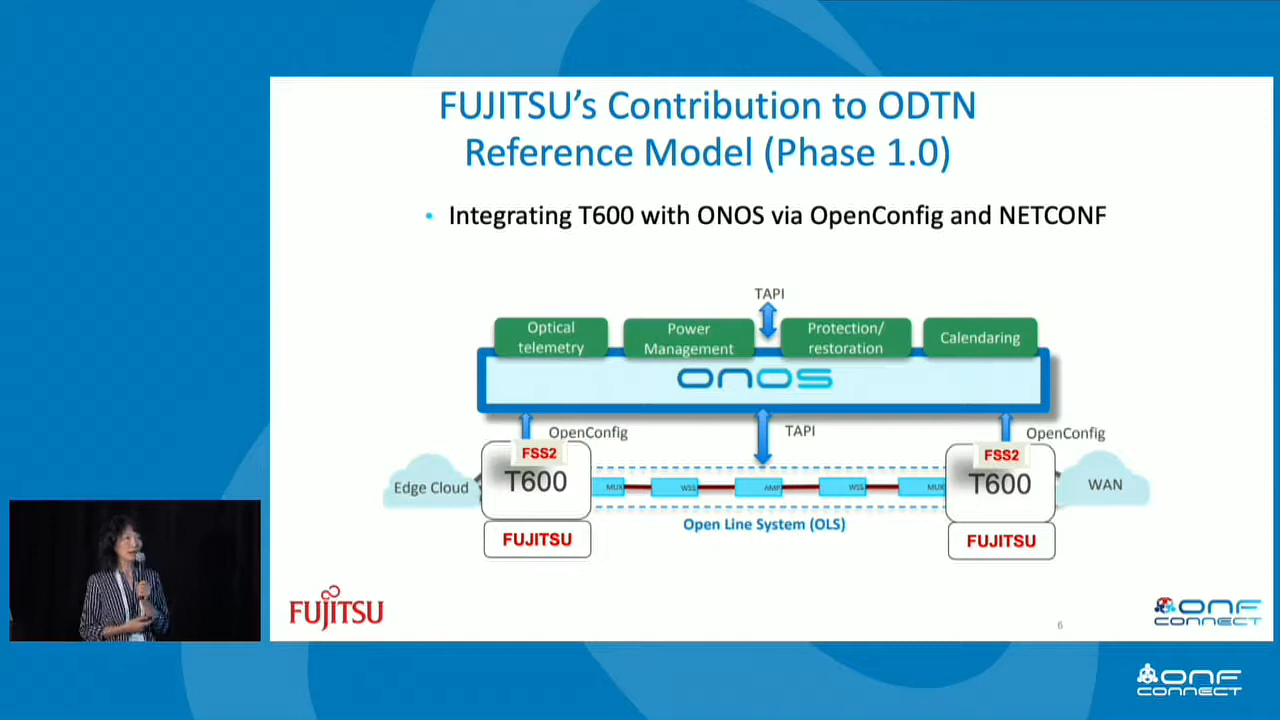 FUJITSU's Contribution to ODTN
Reference Model (Phase 1.0)
• Integrating T600 with ONOS via OpenConfig and NETCONF
TAPI
Optical
telemetry
Power
Management
Protection/
restoration
Calendaring
onos
OpenConfig
TAPI
OpenConfig
FSS2
T600
FUJITSU
Edge Cloud
MUX
WSS
AMP
WSS
MUX
Open Line System (OLS)
FSS2
T600
FUJITSU
WAN
FUJITSU
6
ONF
CONNECT
ONF
CONNECT